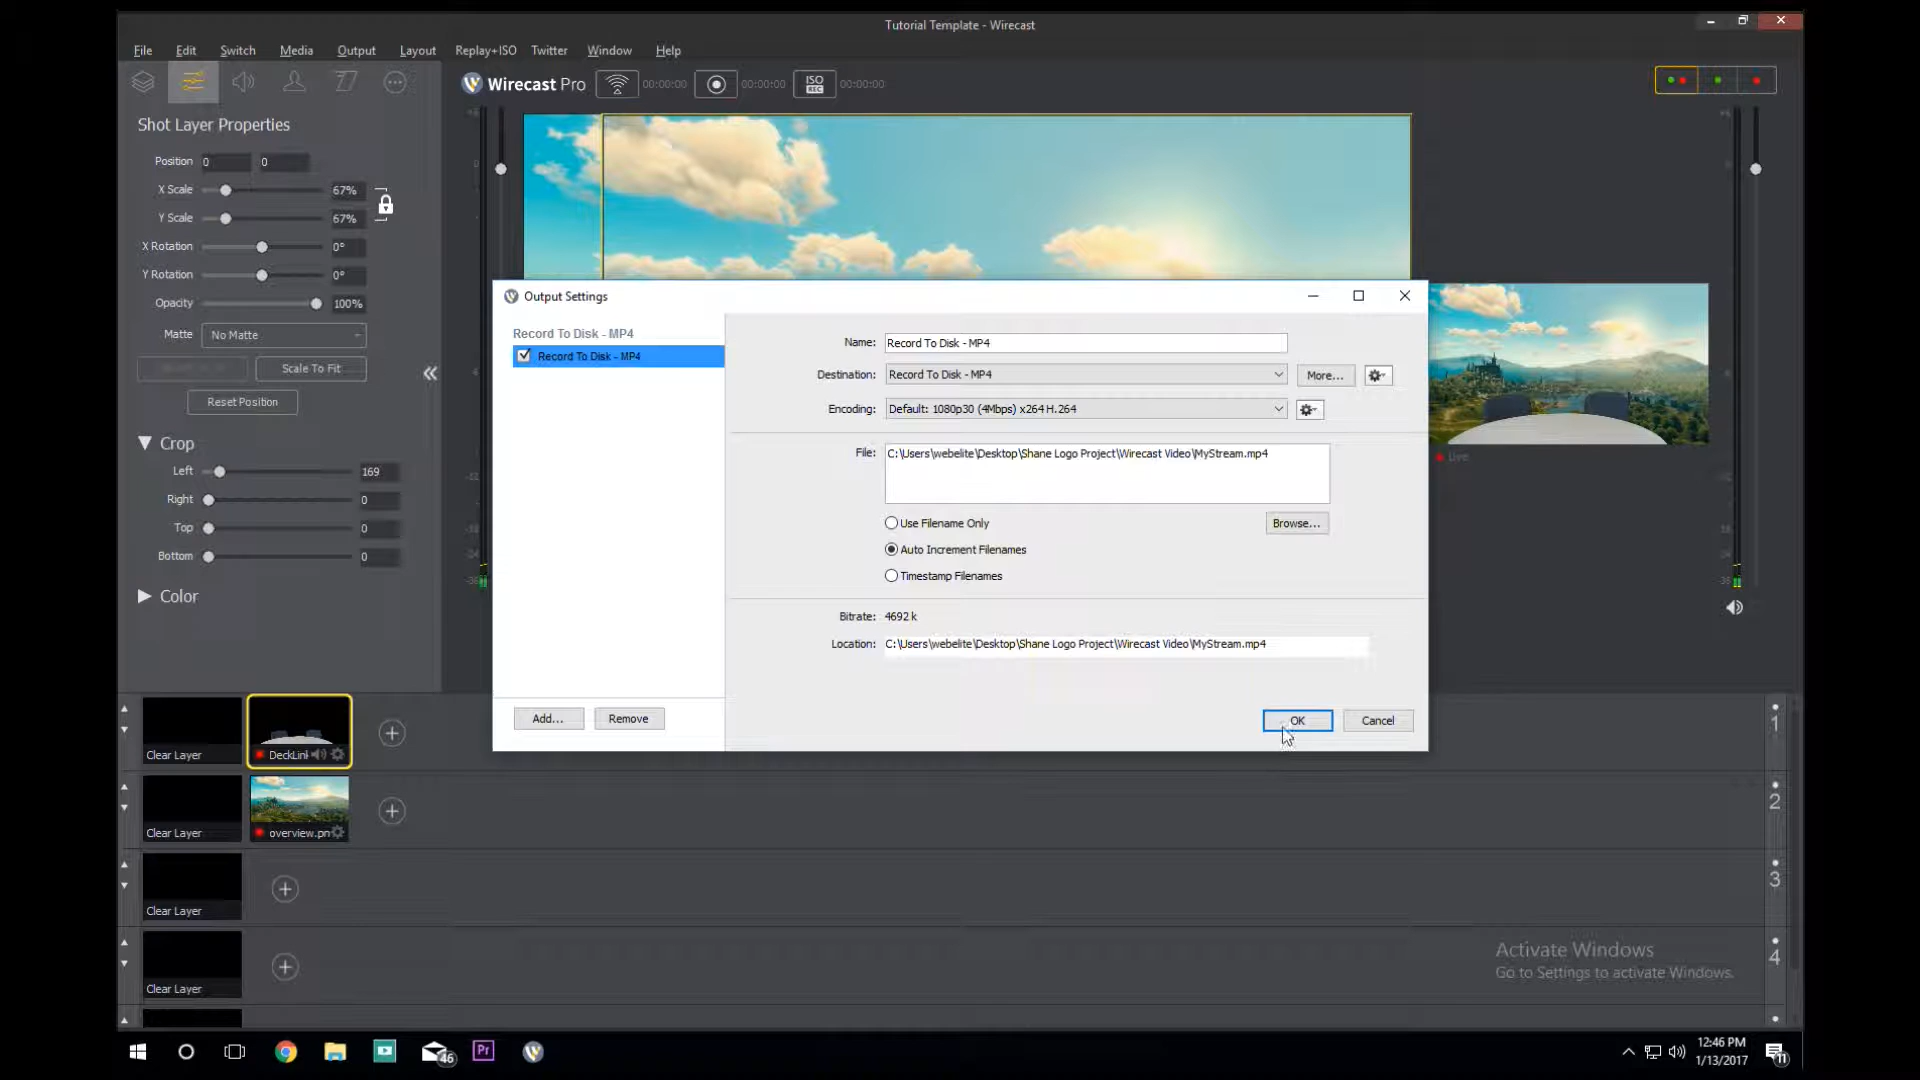 Tutorial Template - Wirecast
File Edit Switch Media Output Layout Replay+ISO Twitter Window Help
Wirecast Pro 00:00:00 00:00:00 ISO REC 00:00:00
Shot Layer Properties
Position 0 0
X Scale 67%
Y Scale 67%
X Rotation 0°
Y Rotation 0°
Opacity 100%
Matte No Matte
Scale To Fit
Reset Position
Crop
Left 169
Right 0
Top 0
Bottom 0
Color
Output Settings
Record To Disk - MP4
Record To Disk - MP4
Name: Record To Disk - MP4
Destination: Record To Disk - MP4 More...
Encoding: Default: 1080p30 (4Mbps) x264 H.264
File: C:\Users\webelite\Desktop\Shane Logo Project\Wirecast Video\MyStream.mp4
Use Filename Only Browse...
Auto Increment Filenames
Timestamp Filenames
Bitrate: 4692 k
Location: C:\Users\webelite\Desktop\Shane Logo Project\Wirecast Video\MyStream.mp4
Add... Remove OK Cancel
Live
Clear Layer DeckLin 1
Clear Layer overview.pn 2
Clear Layer 3
Clear Layer 4
Activate Windows
Go to Settings to activate Windows.
46 Pr
12:46 PM
1/13/2017
11